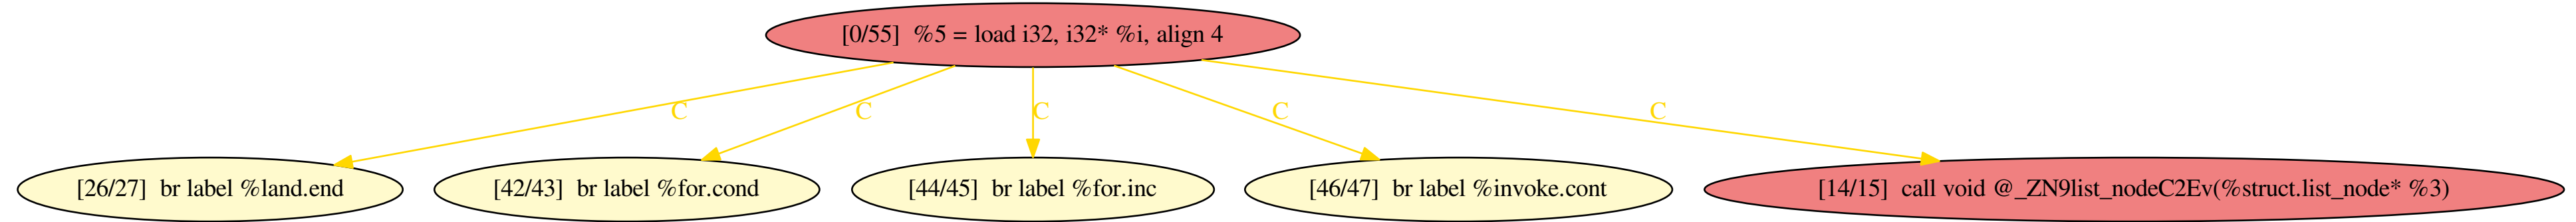 [0/55] %5 = load i32, i32* %i, align 4
C C C C C
[26/27] br label %land.end
[42/43] br label %for.cond
[44/45] br label %for.inc
[46/47] br label %invoke.cont
[14/15] call void @_ZN9list_nodeC2Ev(%struct.list_node* %3)